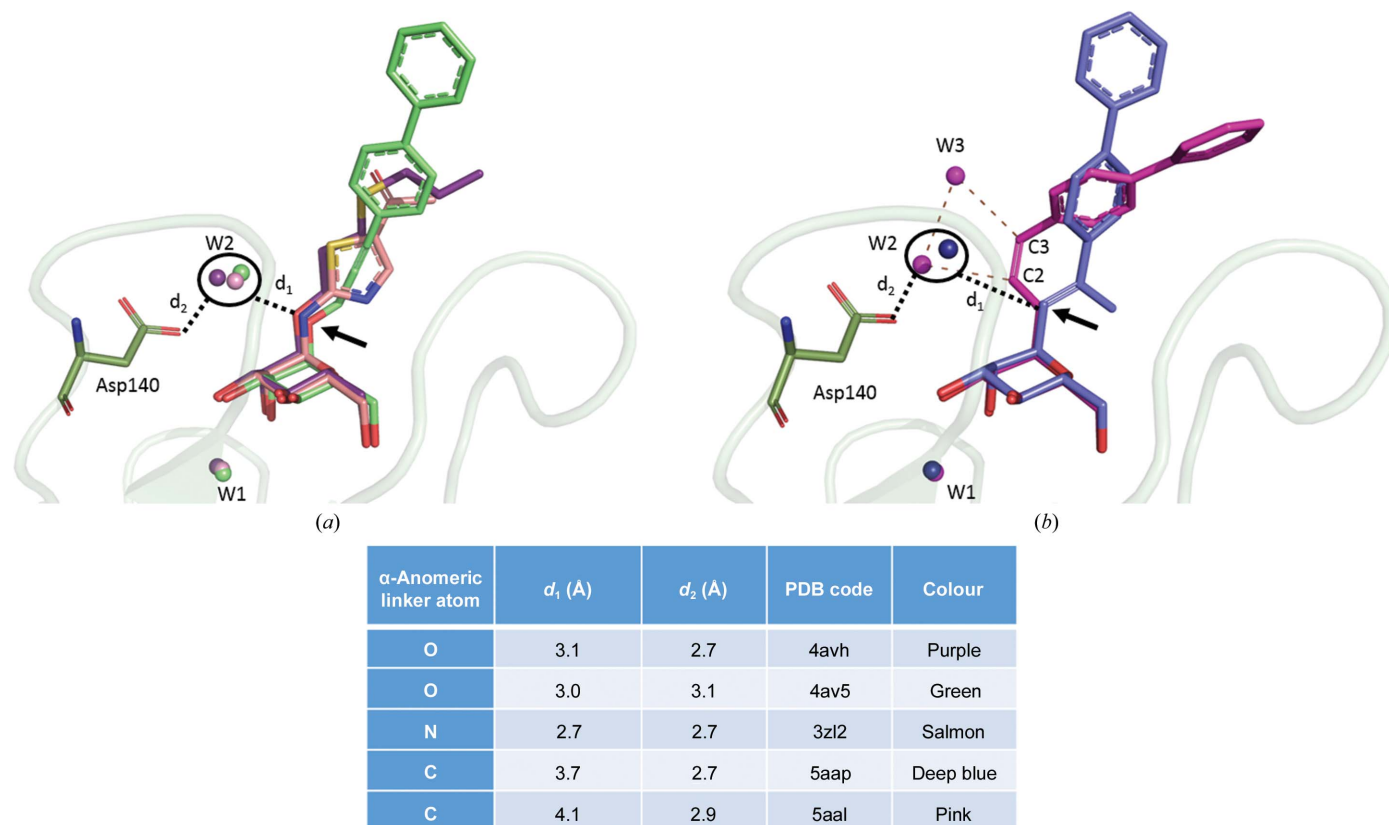 W2
d1
d2
Asp140
W1
(a)
W3
W2
C3
C2
d2
d1
Asp140
W1
(b)
α-Anomeric linker atom d1 (Å) d2 (Å) PDB code Colour
O 3.1 2.7 4avh Purple
O 3.0 3.1 4av5 Green
N 2.7 2.7 3zl2 Salmon
C 3.7 2.7 5aap Deep blue
C 4.1 2.9 5aal Pink